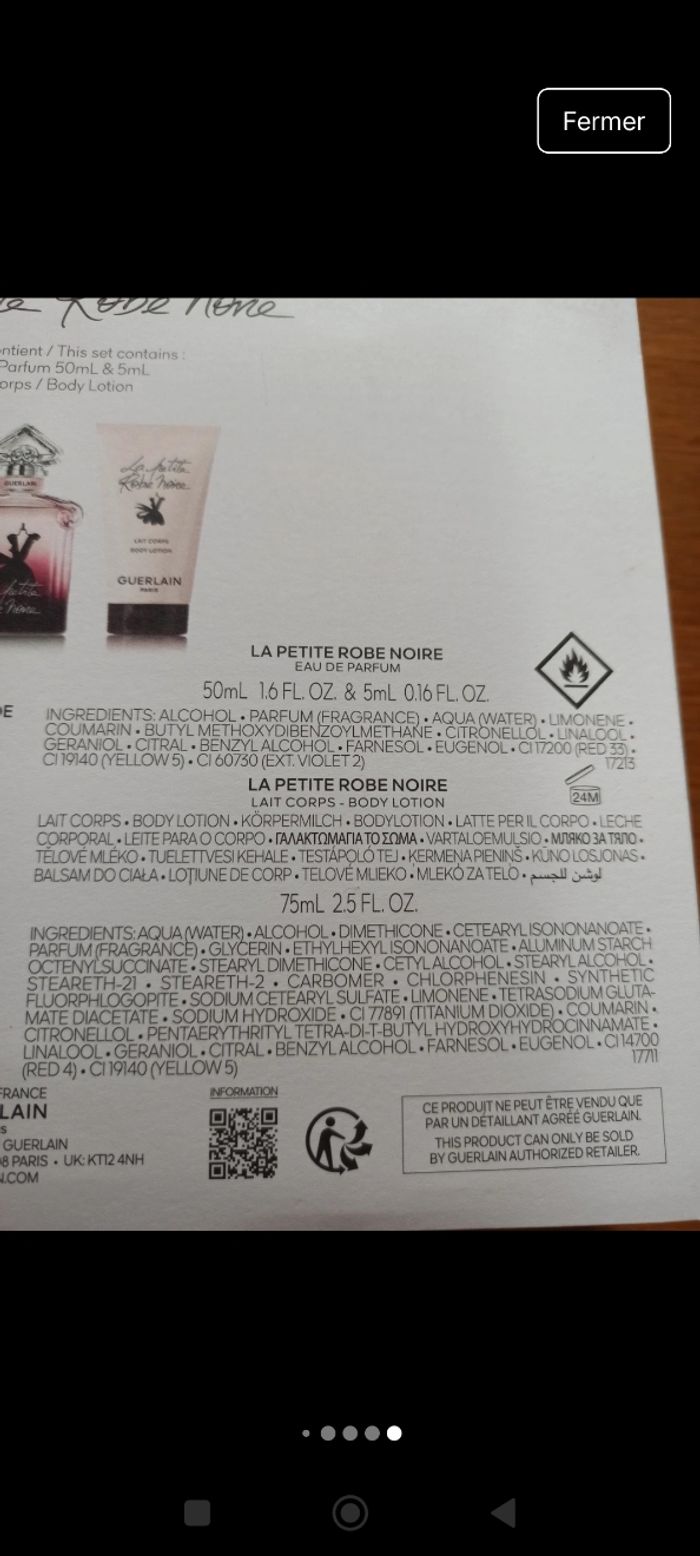 Fermer
Robe Noire
ntient / This set contains :
Parfum 50mL & 5mL
orps / Body Lotion
GUERLAIN
La petite
Robe Noire
LAIT CORPS
BODY LOTION
GUERLAIN
PARIS
LA PETITE ROBE NOIRE
EAU DE PARFUM
50mL 1.6 FL. OZ. & 5mL 0.16 FL. OZ.
DE
INGREDIENTS: ALCOHOL • PARFUM (FRAGRANCE) • AQUA (WATER) • LIMONENE •
COUMARIN • BUTYL METHOXYDIBENZOYLMETHANE • CITRONELLOL • LINALOOL •
GERANIOL • CITRAL • BENZYL ALCOHOL • FARNESOL • EUGENOL • CI 17200 (RED 33) •
CI 19140 (YELLOW 5) • CI 60730 (EXT. VIOLET 2) 17213
LA PETITE ROBE NOIRE
LAIT CORPS - BODY LOTION
24M
LAIT CORPS • BODY LOTION • KÖRPERMILCH • BODYLOTION • LATTE PER IL CORPO • LECHE
CORPORAL • LEITE PARA O CORPO • ΓΑΛΑΚΤΩΜΑ ΓΙΑ ΤΟ ΣΩΜΑ • VARTALOEMULSIO • МЛЯКО ЗА ТЯЛО •
TĚLOVÉ MLÉKO • TUELETTVESI KEHALE • TESTÁPOLÓ TEJ • ĶERMEŅA PIENIŅŠ • KŪNO LOSJONAS •
BALSAM DO CIAŁA • LOȚIUNE DE CORP • TELOVÉ MLIEKO • MLEKO ZA TELO • لوشن للجسم
75mL 2.5 FL. OZ.
INGREDIENTS: AQUA (WATER) • ALCOHOL • DIMETHICONE • CETEARYL ISONONANOATE •
PARFUM (FRAGRANCE) • GLYCERIN • ETHYLHEXYL ISONONANOATE • ALUMINUM STARCH
OCTENYLSUCCINATE • STEARYL DIMETHICONE • CETYL ALCOHOL • STEARYL ALCOHOL •
STEARETH-21 • STEARETH-2 • CARBOMER • CHLORPHENESIN • SYNTHETIC
FLUORPHLOGOPITE • SODIUM CETEARYL SULFATE • LIMONENE • TETRASODIUM GLUTA-
MATE DIACETATE • SODIUM HYDROXIDE • CI 77891 (TITANIUM DIOXIDE) • COUMARIN •
CITRONELLOL • PENTAERYTHRITYL TETRA-DI-T-BUTYL HYDROXYHYDROCINNAMATE •
LINALOOL • GERANIOL • CITRAL • BENZYL ALCOHOL • FARNESOL • EUGENOL • CI 14700
(RED 4) • CI 19140 (YELLOW 5) 17711
FRANCE
LAIN
S
GUERLAIN
8 PARIS • UK: KT12 4NH
N.COM
INFORMATION
CE PRODUIT NE PEUT ÊTRE VENDU QUE
PAR UN DÉTAILLANT AGRÉÉ GUERLAIN.
THIS PRODUCT CAN ONLY BE SOLD
BY GUERLAIN AUTHORIZED RETAILER.